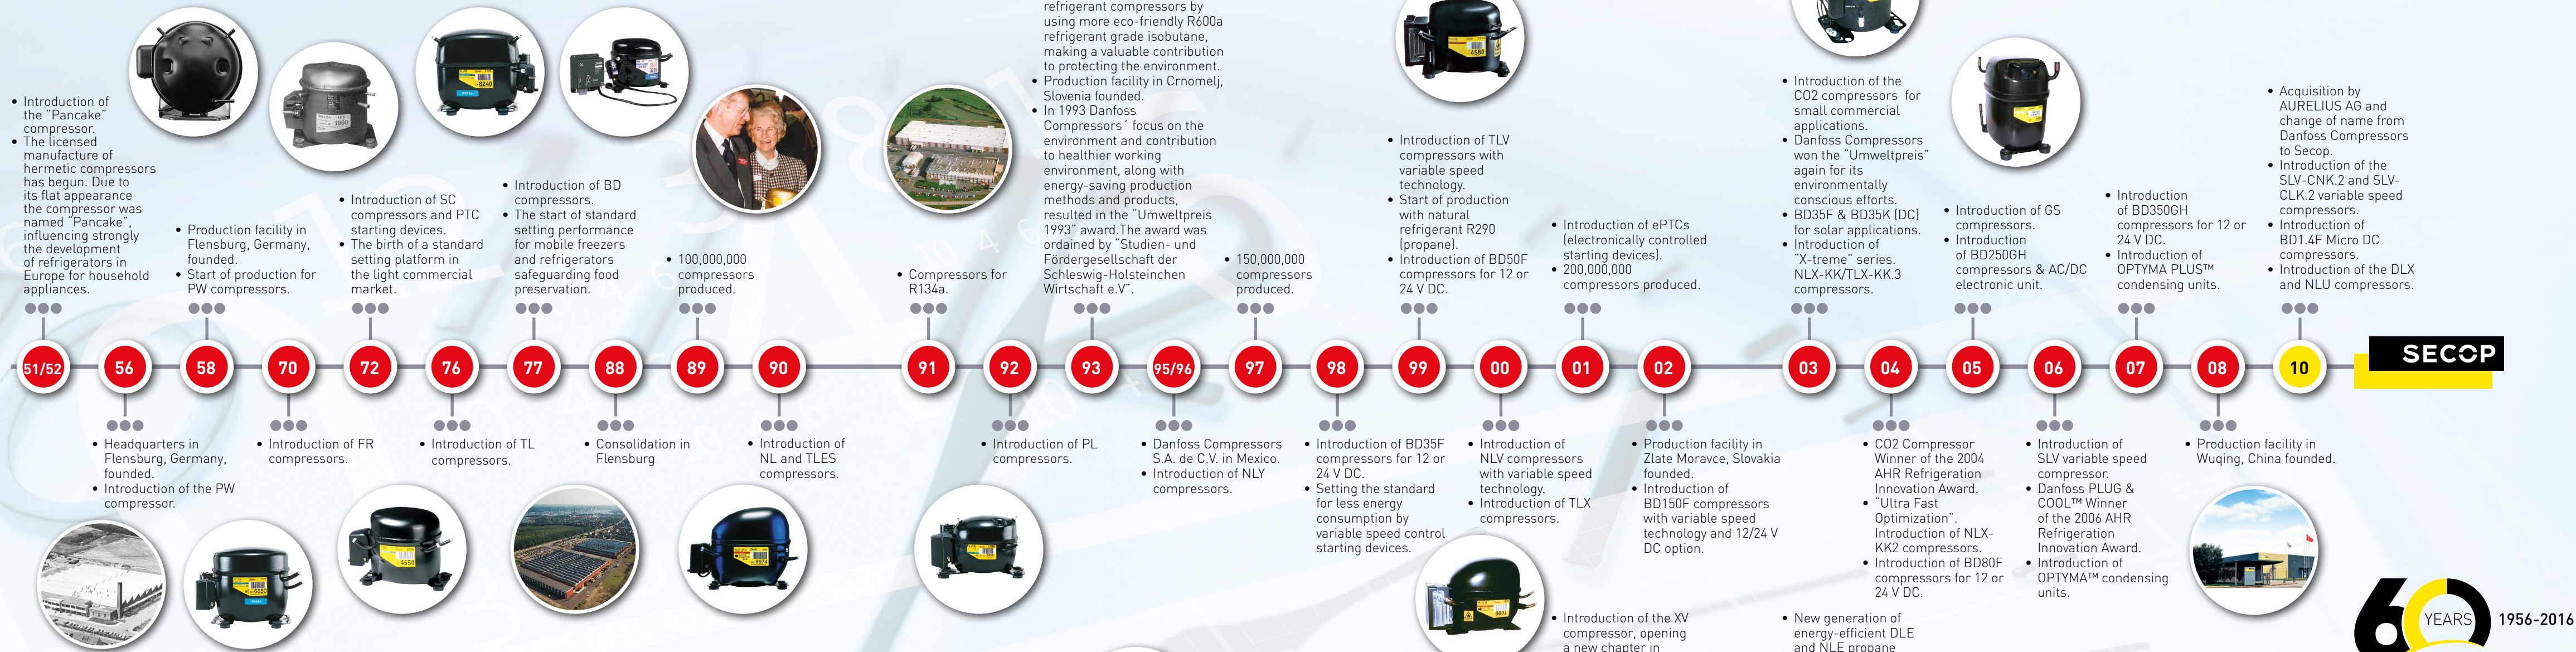 • Introduction of
the “Pancake”
compressor.
• The licensed
manufacture of
hermetic compressors
has begun. Due to
its flat appearance
the compressor was
named “Pancake”,
influencing strongly
the development
of refrigerators in
Europe for household
appliances.
• Production facility in
Flensburg, Germany,
founded.
• Start of production for
PW compressors.
• Introduction of SC
compressors and PTC
starting devices.
• The birth of a standard
setting platform in
the light commercial
market.
• Introduction of BD
compressors.
• The start of standard
setting performance
for mobile freezers
and refrigerators
safeguarding food
preservation.
• 100,000,000
compressors
produced.
• Compressors for
R134a.
refrigerant compressors by
using more eco-friendly R600a
refrigerant grade isobutane,
making a valuable contribution
to protecting the environment.
• Production facility in Crnomelj,
Slovenia founded.
• In 1993 Danfoss
Compressors´ focus on the
environment and contribution
to healthier working
environment, along with
energy-saving production
methods and products,
resulted in the “Umweltpreis
1993” award.The award was
ordained by “Studien- und
Fördergesellschaft der
Schleswig-Holsteinchen
Wirtschaft e.V”.
• 150,000,000
compressors
produced.
• Introduction of TLV
compressors with
variable speed
technology.
• Start of production
with natural
refrigerant R290
(propane).
• Introduction of BD50F
compressors for 12 or
24 V DC.
• Introduction of ePTCs
(electronically controlled
starting devices).
• 200,000,000
compressors produced.
• Introduction of the
CO2 compressors for
small commercial
applications.
• Danfoss Compressors
won the “Umweltpreis”
again for its
environmentally
conscious efforts.
• BD35F & BD35K (DC)
for solar applications.
• Introduction of
“X-treme” series.
NLX-KK/TLX-KK.3
compressors.
• Introduction of GS
compressors.
• Introduction
of BD250GH
compressors & AC/DC
electronic unit.
• Introduction
of BD350GH
compressors for 12 or
24 V DC.
• Introduction of
OPTYMA PLUS™
condensing units.
• Acquisition by
AURELIUS AG and
change of name from
Danfoss Compressors
to Secop.
• Introduction of the
SLV-CNK.2 and SLV-
CLK.2 variable speed
compressors.
• Introduction of
BD1.4F Micro DC
compressors.
• Introduction of the DLX
and NLU compressors.
51/52 56 58 70 72 76 77 88 89 90 91 92 93 95/96 97 98 99 00 01 02 03 04 05 06 07 08 10
SECOP
• Headquarters in
Flensburg, Germany,
founded.
• Introduction of the PW
compressor.
• Introduction of FR
compressors.
• Introduction of TL
compressors.
• Consolidation in
Flensburg
• Introduction of
NL and TLES
compressors.
• Introduction of PL
compressors.
• Danfoss Compressors
S.A. de C.V. in Mexico.
• Introduction of NLY
compressors.
• Introduction of BD35F
compressors for 12 or
24 V DC.
• Setting the standard
for less energy
consumption by
variable speed control
starting devices.
• Introduction of
NLV compressors
with variable speed
technology.
• Introduction of TLX
compressors.
• Production facility in
Zlate Moravce, Slovakia
founded.
• Introduction of
BD150F compressors
with variable speed
technology and 12/24 V
DC option.
• CO2 Compressor
Winner of the 2004
AHR Refrigeration
Innovation Award.
• “Ultra Fast
Optimization”.
Introduction of NLX-
KK2 compressors.
• Introduction of BD80F
compressors for 12 or
24 V DC.
• Introduction of
SLV variable speed
compressor.
• Danfoss PLUG &
COOL™ Winner
of the 2006 AHR
Refrigeration
Innovation Award.
• Introduction of
OPTYMA™ condensing
units.
• Production facility in
Wuqing, China founded.
• Introduction of the XV
compressor, opening
a new chapter in
• New generation of
energy-efficient DLE
and NLE propane
60 YEARS 1956-2016